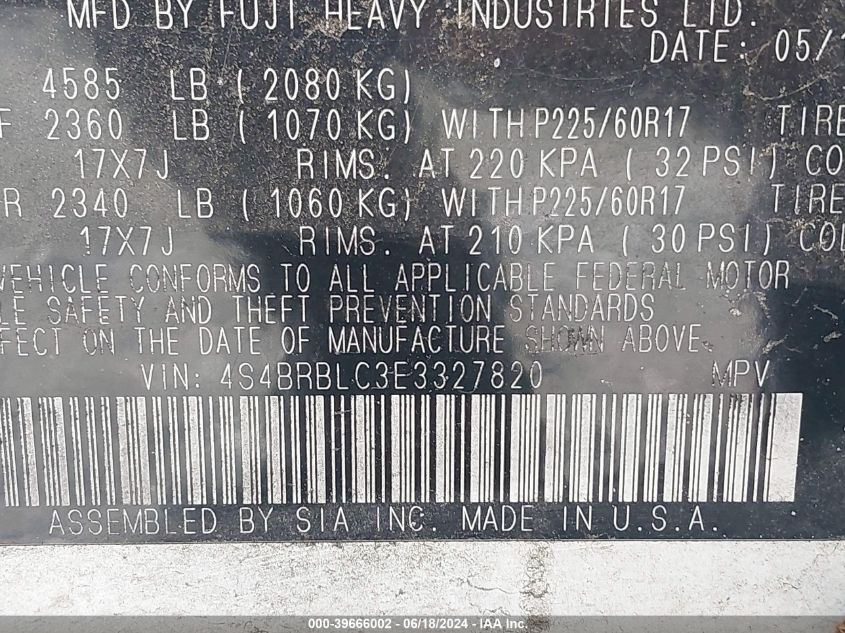 MFD BY FUJI HEAVY INDUSTRIES LTD.
DATE: 05/1
4585 LB ( 2080 KG)
F 2360 LB ( 1070 KG) WITH P225/60R17 TIRE
17X7J RIMS. AT 220 KPA ( 32 PSI) CO
R 2340 LB ( 1060 KG) WITH P225/60R17 TIRE
17X7J RIMS. AT 210 KPA ( 30 PSI) COL
VEHICLE CONFORMS TO ALL APPLICABLE FEDERAL MOTOR
LE SAFETY AND THEFT PREVENTION STANDARDS
FECT ON THE DATE OF MANUFACTURE SHOWN ABOVE.
VIN: 4S4BRBLC3E3327820 MPV
ASSEMBLED BY SIA INC. MADE IN U.S.A.
000-39666002 - 06/18/2024 - IAAI.com